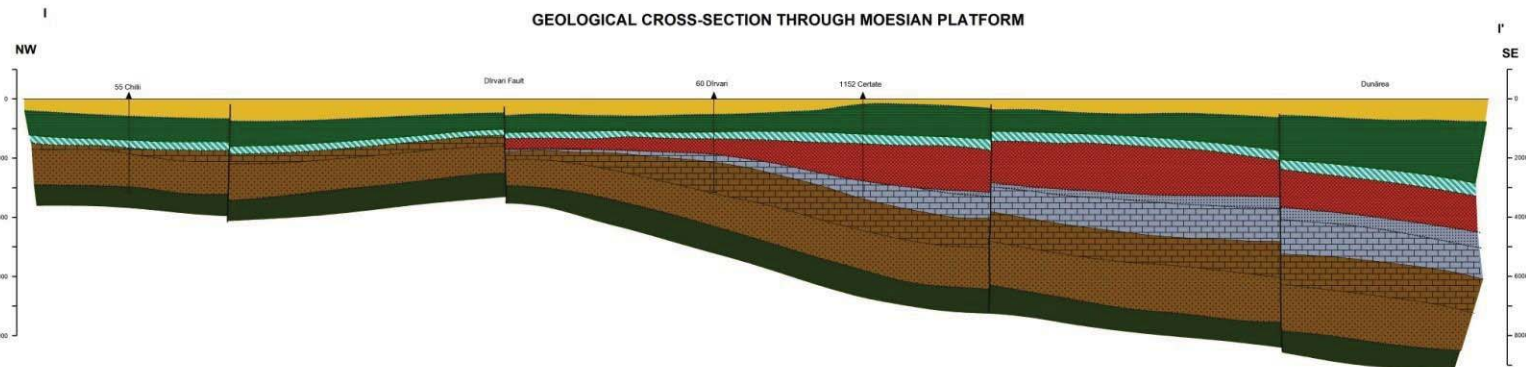 I
GEOLOGICAL CROSS-SECTION THROUGH MOESIAN PLATFORM
I'
NW
SE
55 Chilii
Dîrvari Fault
60 Dîrvari
1152 Certate
Dunărea
0
0
2000
4000
6000
8000